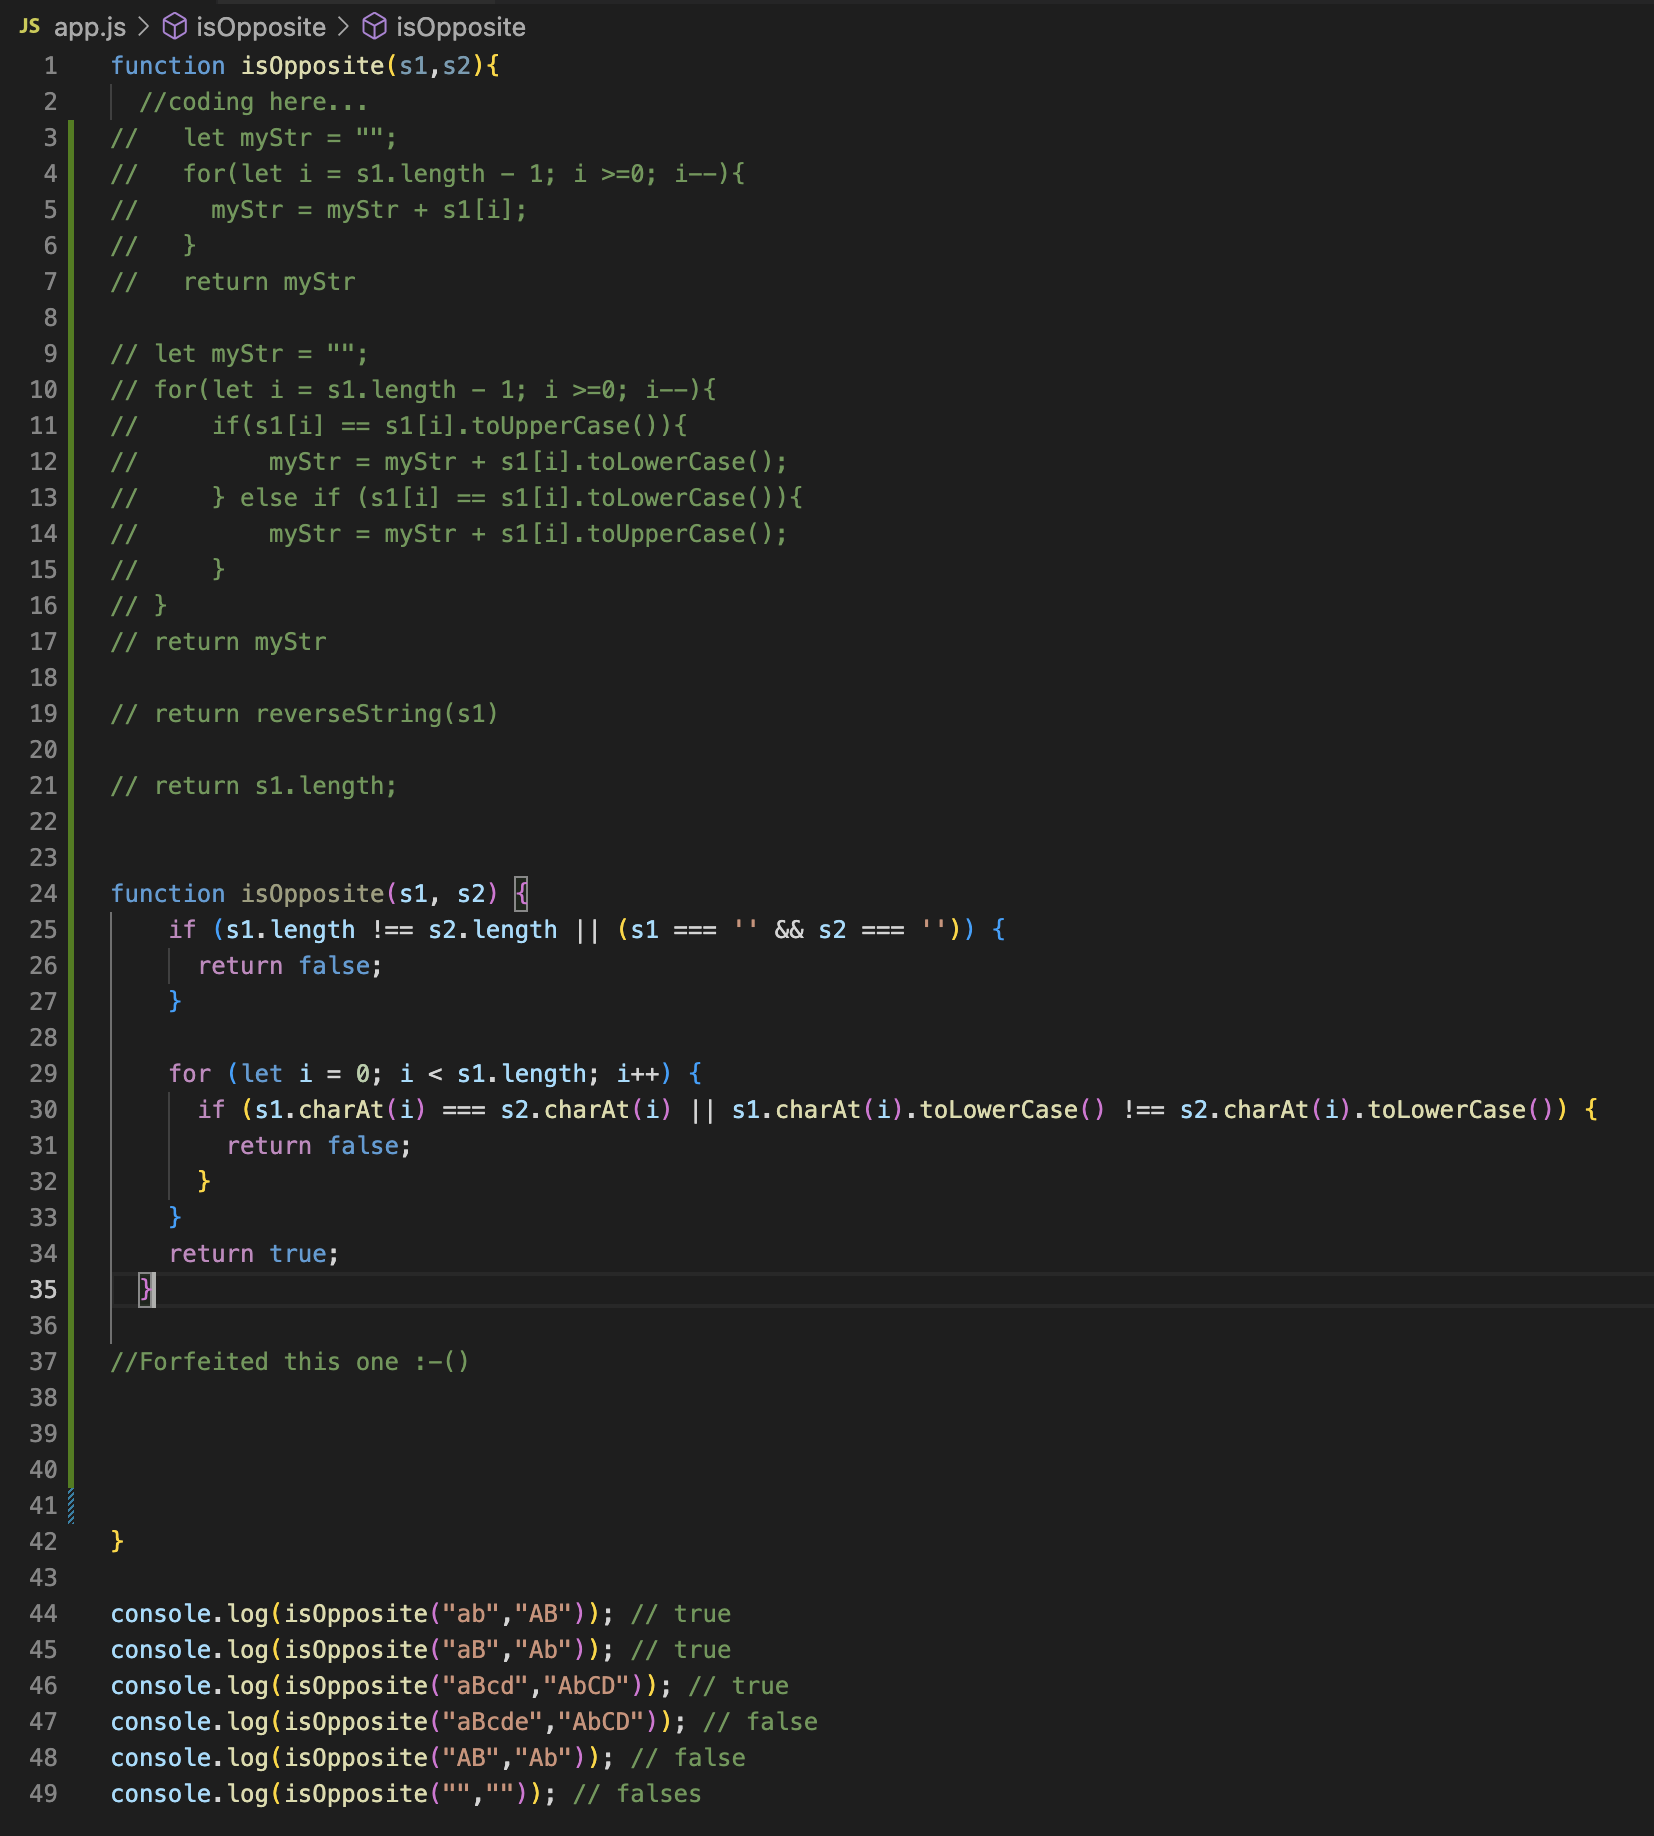 JS app.js > isOpposite > isOpposite
1 function isOpposite(s1,s2){
2 //coding here...
3 //   let myStr = "";
4 //   for(let i = s1.length - 1; i >=0; i--){
5 //     myStr = myStr + s1[i];
6 //   }
7 //   return myStr
8
9 // let myStr = "";
10 // for(let i = s1.length - 1; i >=0; i--){
11 //     if(s1[i] == s1[i].toUpperCase()){
12 //         myStr = myStr + s1[i].toLowerCase();
13 //     } else if (s1[i] == s1[i].toLowerCase()){
14 //         myStr = myStr + s1[i].toUpperCase();
15 //     }
16 // }
17 // return myStr
18
19 // return reverseString(s1)
20
21 // return s1.length;
22
23
24 function isOpposite(s1, s2) {
25     if (s1.length !== s2.length || (s1 === '' && s2 === '')) {
26       return false;
27     }
28
29     for (let i = 0; i < s1.length; i++) {
30       if (s1.charAt(i) === s2.charAt(i) || s1.charAt(i).toLowerCase() !== s2.charAt(i).toLowerCase()) {
31         return false;
32       }
33     }
34     return true;
35   }
36
37 //Forfeited this one :-()
38
39
40
41
42 }
43
44 console.log(isOpposite("ab","AB")); // true
45 console.log(isOpposite("aB","Ab")); // true
46 console.log(isOpposite("aBcd","AbCD")); // true
47 console.log(isOpposite("aBcde","AbCD")); // false
48 console.log(isOpposite("AB","Ab")); // false
49 console.log(isOpposite("","")); // falses